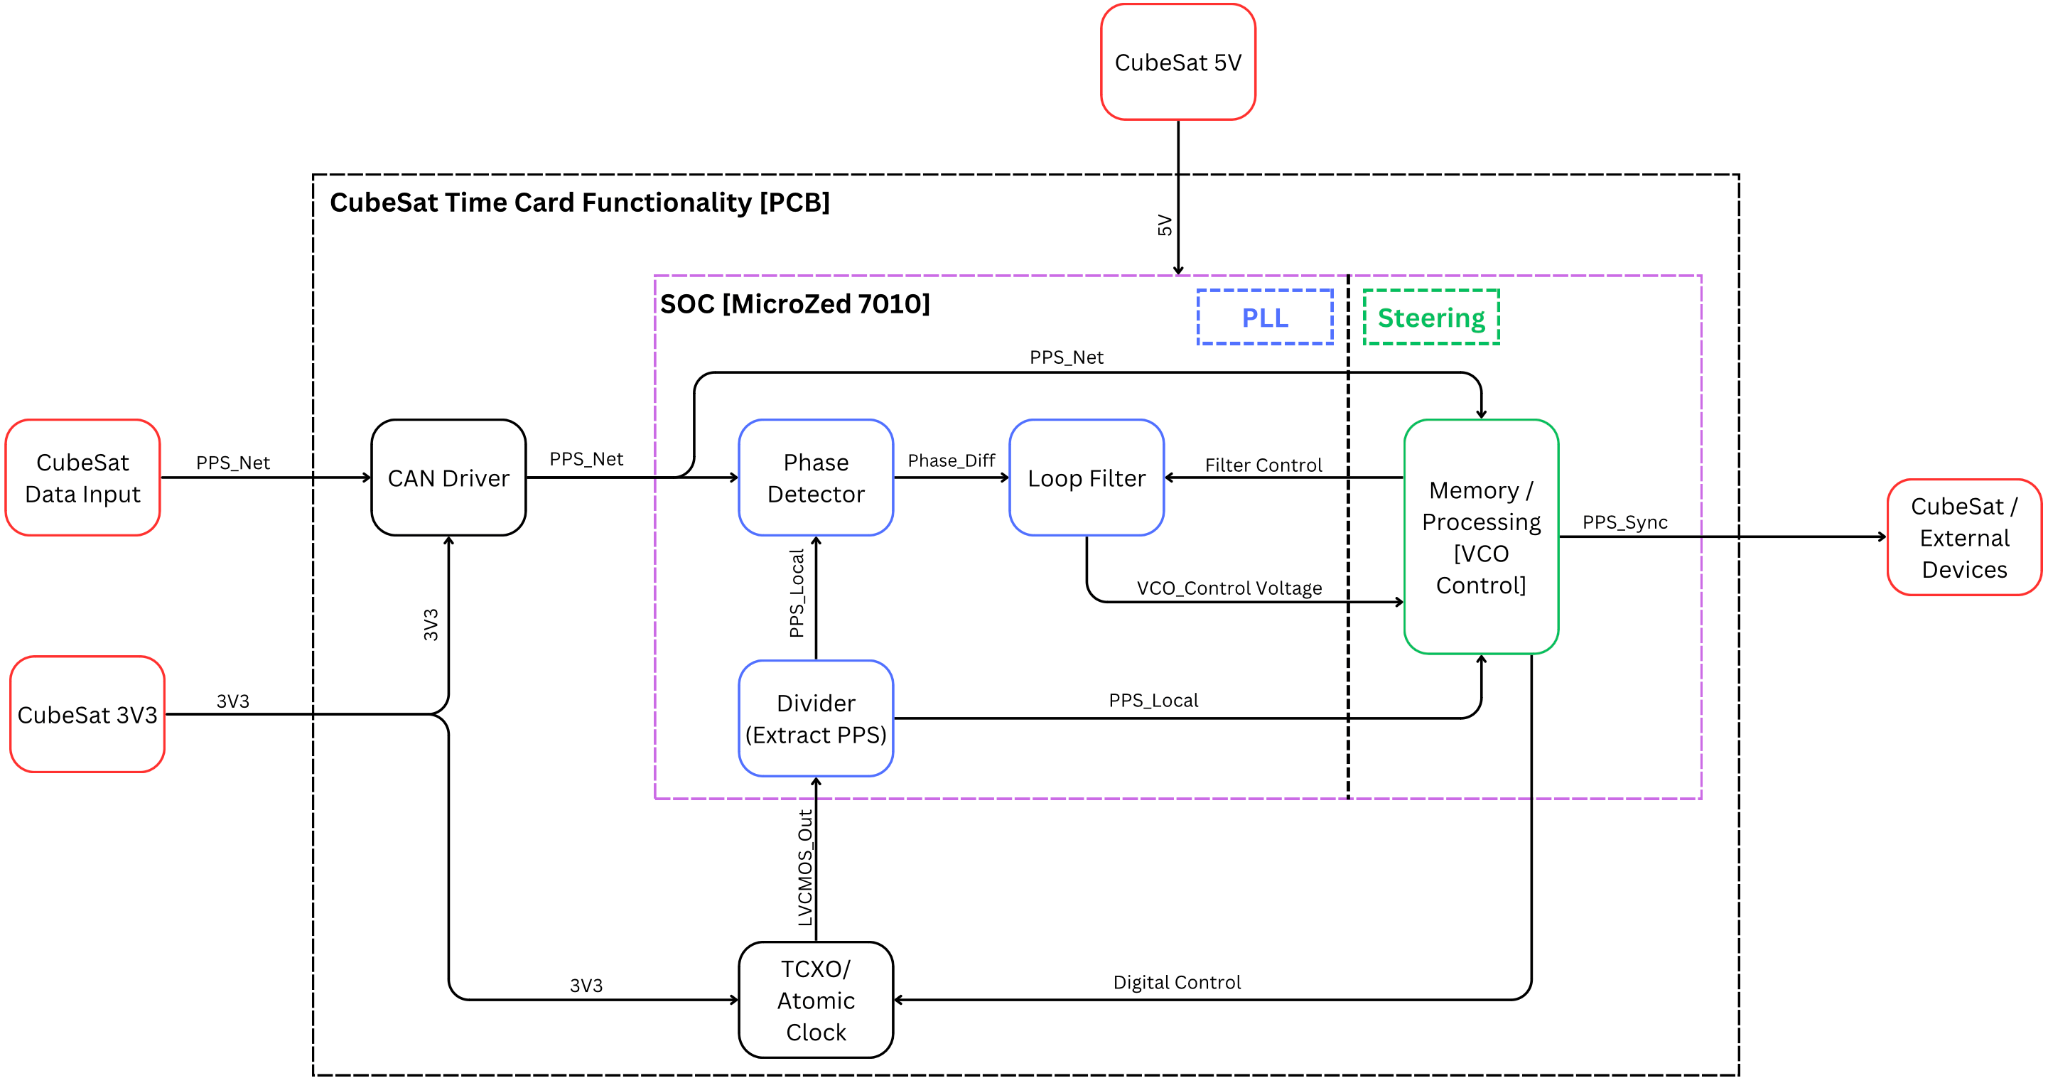 CubeSat 5V
CubeSat Time Card Functionality [PCB]
5V
SOC [MicroZed 7010]
PLL
Steering
PPS_Net
CubeSat
Data Input
PPS_Net
CAN Driver
PPS_Net
Phase
Detector
Phase_Diff
Loop Filter
Filter Control
Memory /
Processing
[VCO
Control]
PPS_Sync
CubeSat /
External
Devices
VCO_Control Voltage
PPS_Local
3V3
CubeSat 3V3
3V3
Divider
(Extract PPS)
PPS_Local
LVCMOS_Out
3V3
TCXO/
Atomic
Clock
Digital Control